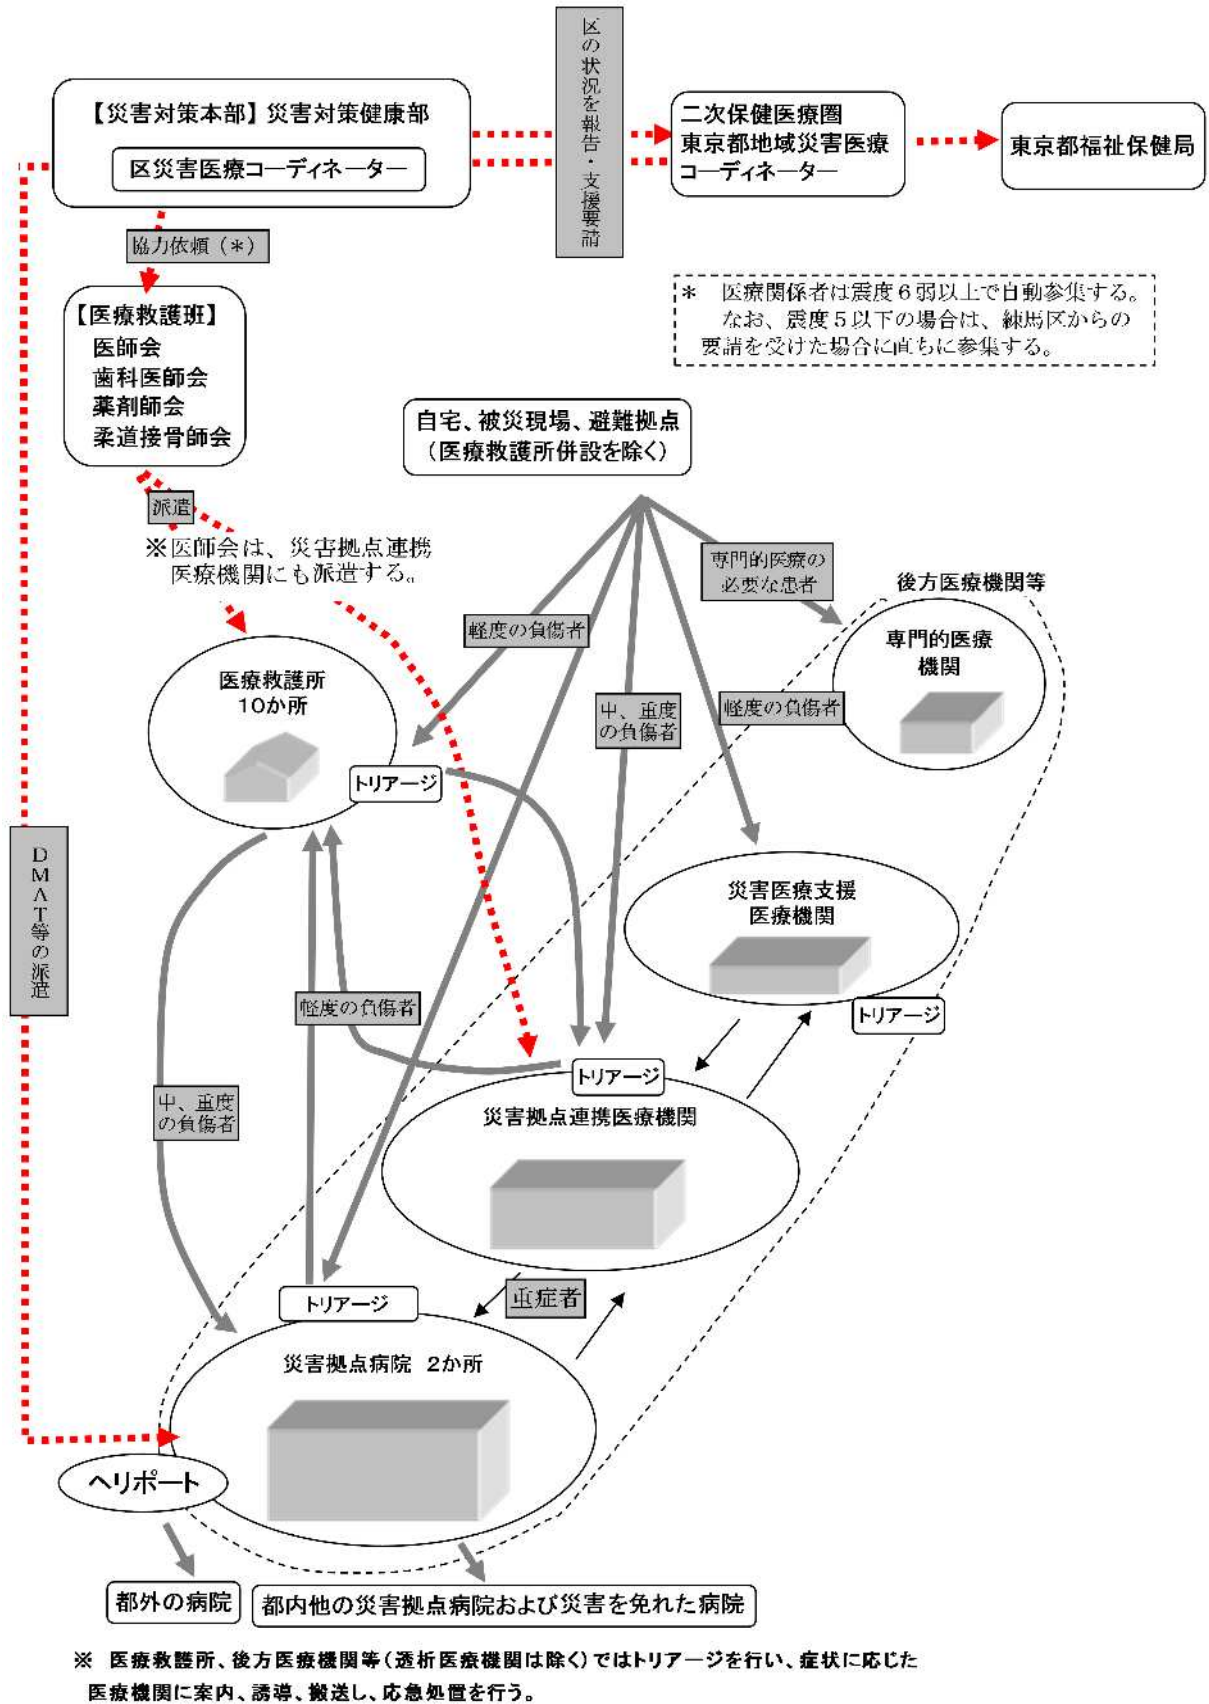 区の状況を報告・支援要請
【災害対策本部】災害対策健康部
区災害医療コーディネーター
二次保健医療圏
東京都地域災害医療
コーディネーター
東京都福祉保健局
協力依頼（＊）
＊　医療関係者は震度６弱以上で自動参集する。
なお、震度５以下の場合は、練馬区からの
要請を受けた場合に直ちに参集する。
【医療救護班】
医師会
歯科医師会
薬剤師会
柔道接骨師会
自宅、被災現場、避難拠点
（医療救護所併設を除く）
派遣
※医師会は、災害拠点連携
医療機関にも派遣する。
専門的医療の
必要な患者
後方医療機関等
軽度の負傷者
専門的医療
機関
医療救護所
10か所
中、重度
の負傷者
軽度の負傷者
トリアージ
DMAT等の派遣
災害医療支援
医療機関
軽度の負傷者
トリアージ
トリアージ
中、重度
の負傷者
災害拠点連携医療機関
重症者
トリアージ
災害拠点病院　2か所
ヘリポート
都外の病院
都内他の災害拠点病院および災害を免れた病院
※　医療救護所、後方医療機関等（透析医療機関は除く）ではトリアージを行い、症状に応じた
医療機関に案内、誘導、搬送し、応急処置を行う。